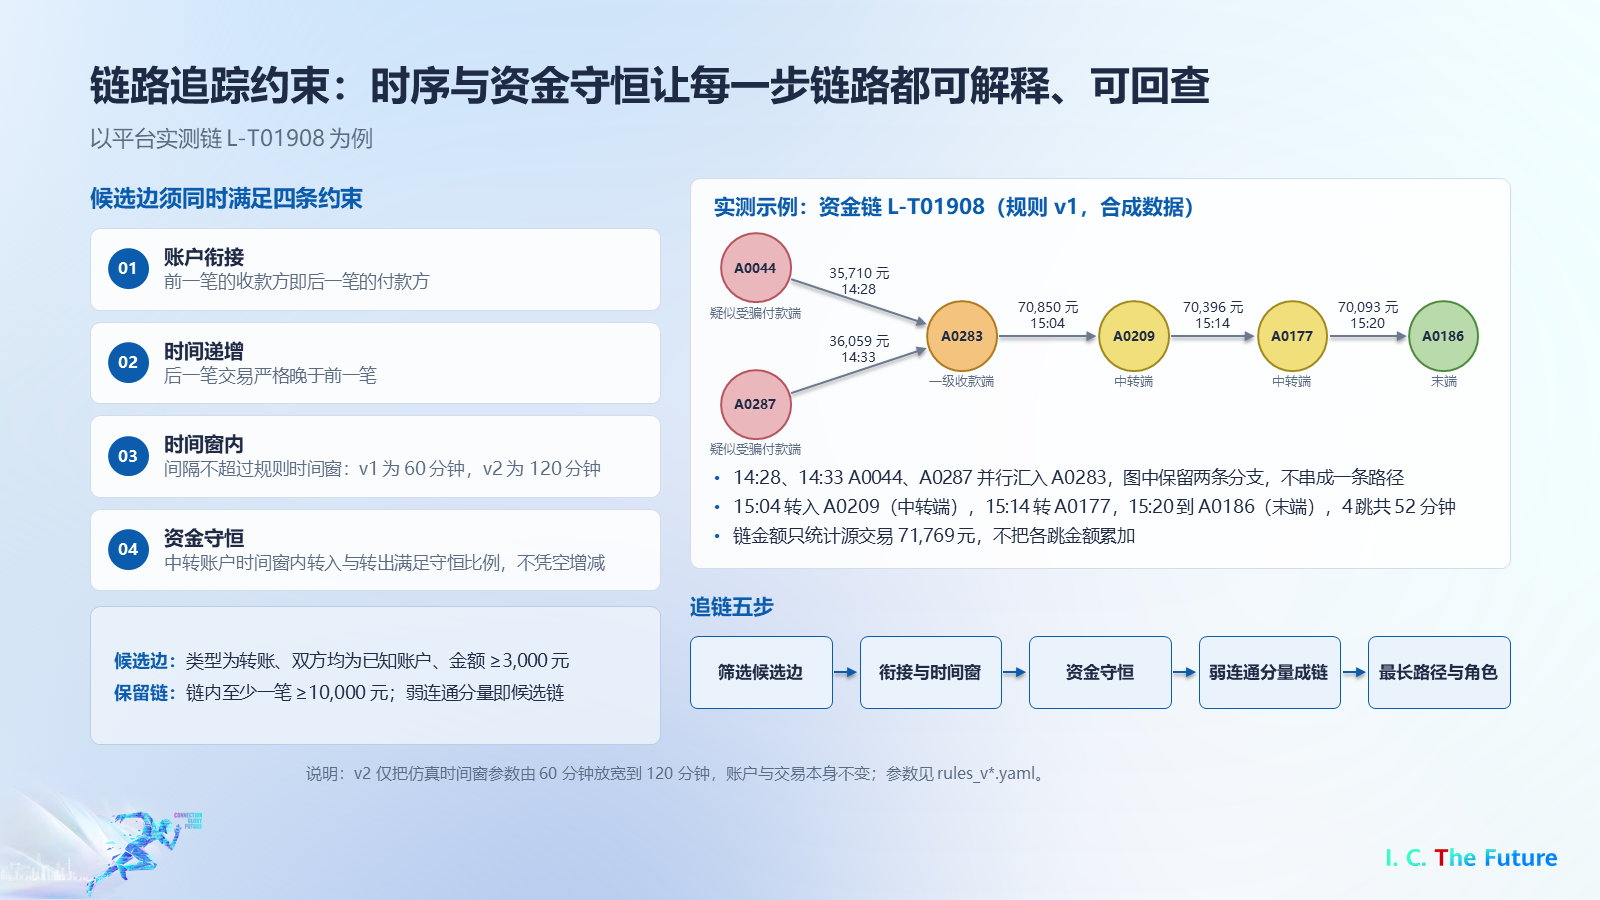 链路追踪约束：时序与资金守恒让每一步链路都可解释、可回查
以平台实测链 L-T01908 为例
候选边须同时满足四条约束
01
账户衔接
前一笔的收款方即后一笔的付款方
02
时间递增
后一笔交易严格晚于前一笔
03
时间窗内
间隔不超过规则时间窗：v1 为 60 分钟，v2 为 120 分钟
04
资金守恒
中转账户时间窗内转入与转出满足守恒比例，不凭空增减
候选边：类型为转账、双方均为已知账户、金额 ≥3,000 元
保留链：链内至少一笔 ≥10,000 元；弱连通分量即候选链
实测示例：资金链 L-T01908（规则 v1，合成数据）
A0044
疑似受骗付款端
35,710 元
14:28
A0287
疑似受骗付款端
36,059 元
14:33
A0283
一级收款端
70,850 元
15:04
A0209
中转端
70,396 元
15:14
A0177
中转端
70,093 元
15:20
A0186
末端
• 14:28、14:33 A0044、A0287 并行汇入 A0283，图中保留两条分支，不串成一条路径
• 15:04 转入 A0209（中转端），15:14 转 A0177，15:20 到 A0186（末端），4 跳共 52 分钟
• 链金额只统计源交易 71,769 元，不把各跳金额累加
追链五步
筛选候选边
衔接与时间窗
资金守恒
弱连通分量成链
最长路径与角色
说明：v2 仅把仿真时间窗参数由 60 分钟放宽到 120 分钟，账户与交易本身不变；参数见 rules_v*.yaml。
CONNECTION
GLORY
FUTURE
I. C. The Future